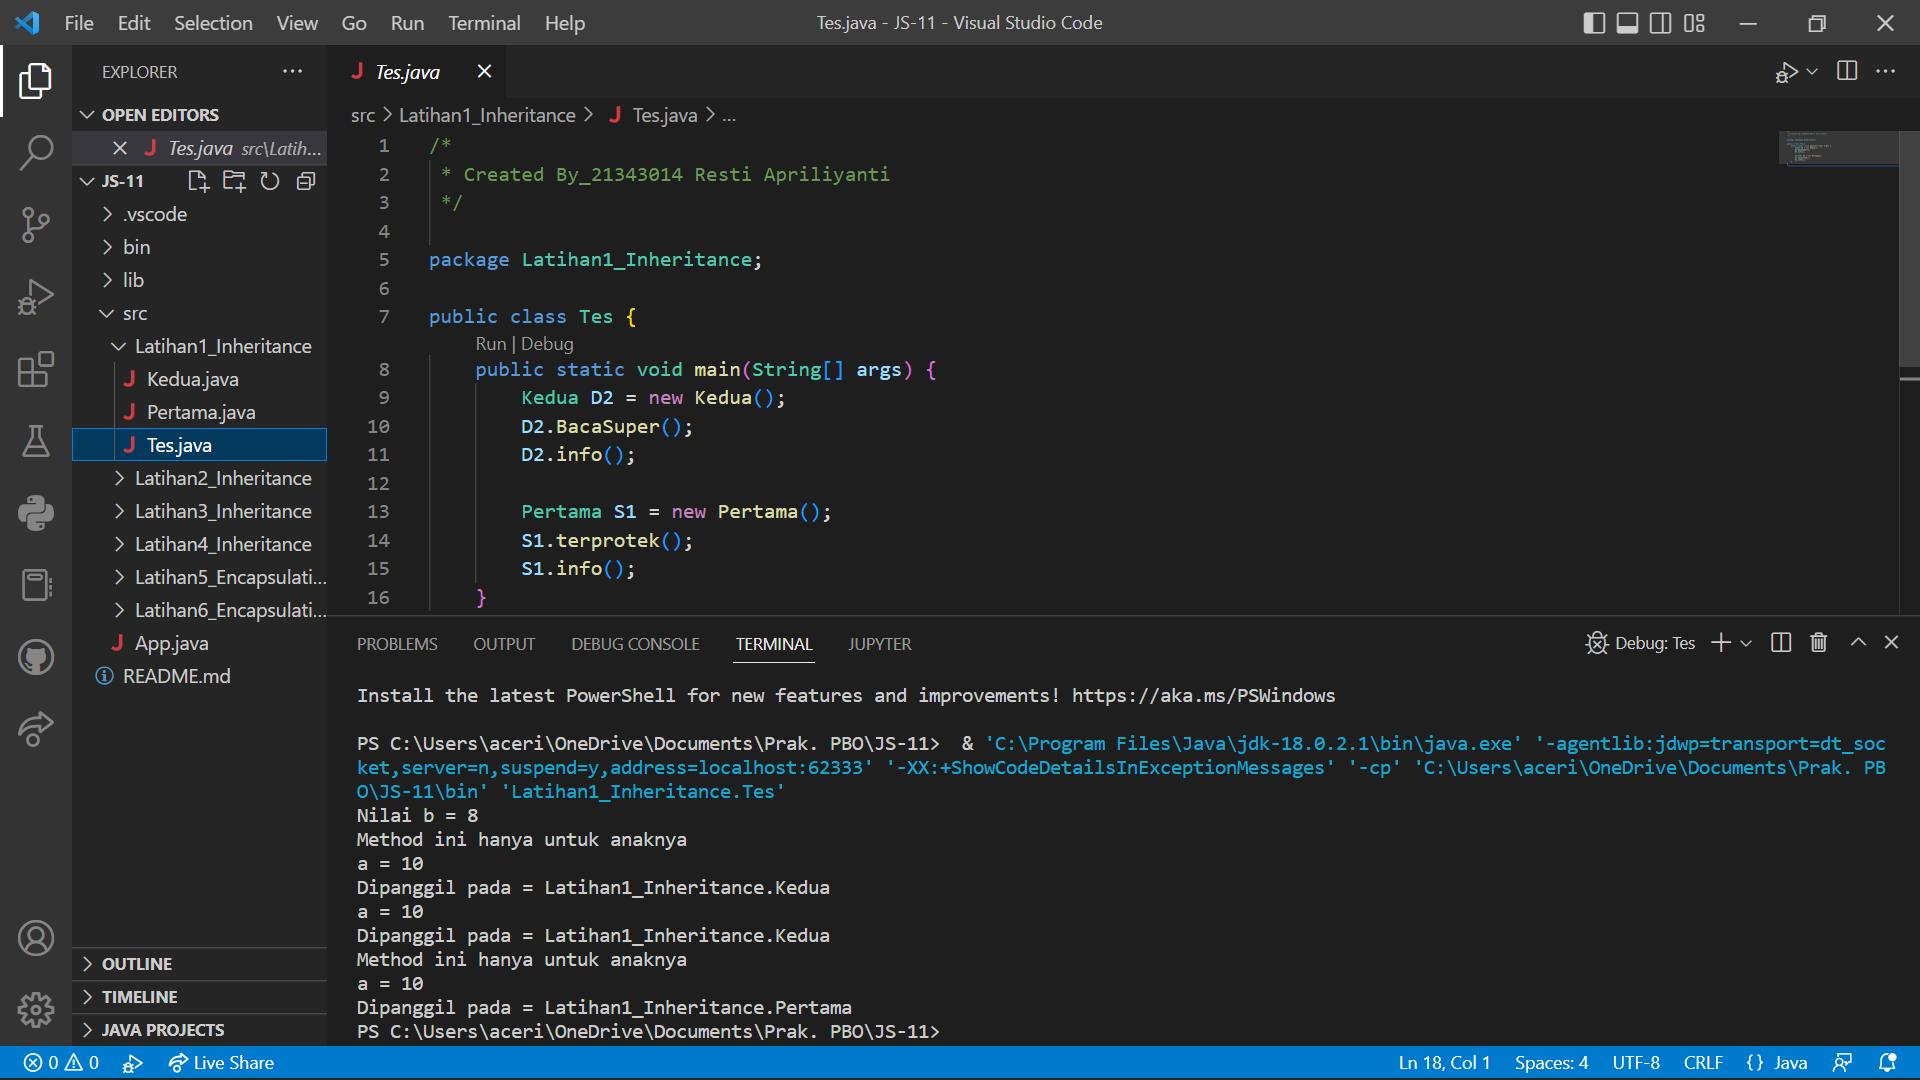 File Edit Selection View Go Run Terminal Help
Tes.java - JS-11 - Visual Studio Code
EXPLORER
OPEN EDITORS
Tes.java src\Latih...
JS-11
.vscode
bin
lib
src
Latihan1_Inheritance
Kedua.java
Pertama.java
Tes.java
Latihan2_Inheritance
Latihan3_Inheritance
Latihan4_Inheritance
Latihan5_Encapsulati...
Latihan6_Encapsulati...
App.java
README.md
OUTLINE
TIMELINE
JAVA PROJECTS
Tes.java
src > Latihan1_Inheritance > Tes.java > ...
1 /*
2 * Created By_21343014 Resti Apriliyanti
3 */
4
5 package Latihan1_Inheritance;
6
7 public class Tes {
Run | Debug
8 public static void main(String[] args) {
9 Kedua D2 = new Kedua();
10 D2.BacaSuper();
11 D2.info();
12
13 Pertama S1 = new Pertama();
14 S1.terprotek();
15 S1.info();
16 }
PROBLEMS OUTPUT DEBUG CONSOLE TERMINAL JUPYTER
Debug: Tes
Install the latest PowerShell for new features and improvements! https://aka.ms/PSWindows
PS C:\Users\aceri\OneDrive\Documents\Prak. PBO\JS-11> & 'C:\Program Files\Java\jdk-18.0.2.1\bin\java.exe' '-agentlib:jdwp=transport=dt_soc
ket,server=n,suspend=y,address=localhost:62333' '-XX:+ShowCodeDetailsInExceptionMessages' '-cp' 'C:\Users\aceri\OneDrive\Documents\Prak. PB
O\JS-11\bin' 'Latihan1_Inheritance.Tes'
Nilai b = 8
Method ini hanya untuk anaknya
a = 10
Dipanggil pada = Latihan1_Inheritance.Kedua
a = 10
Dipanggil pada = Latihan1_Inheritance.Kedua
Method ini hanya untuk anaknya
a = 10
Dipanggil pada = Latihan1_Inheritance.Pertama
PS C:\Users\aceri\OneDrive\Documents\Prak. PBO\JS-11>
0 0 Live Share
Ln 18, Col 1 Spaces: 4 UTF-8 CRLF {} Java